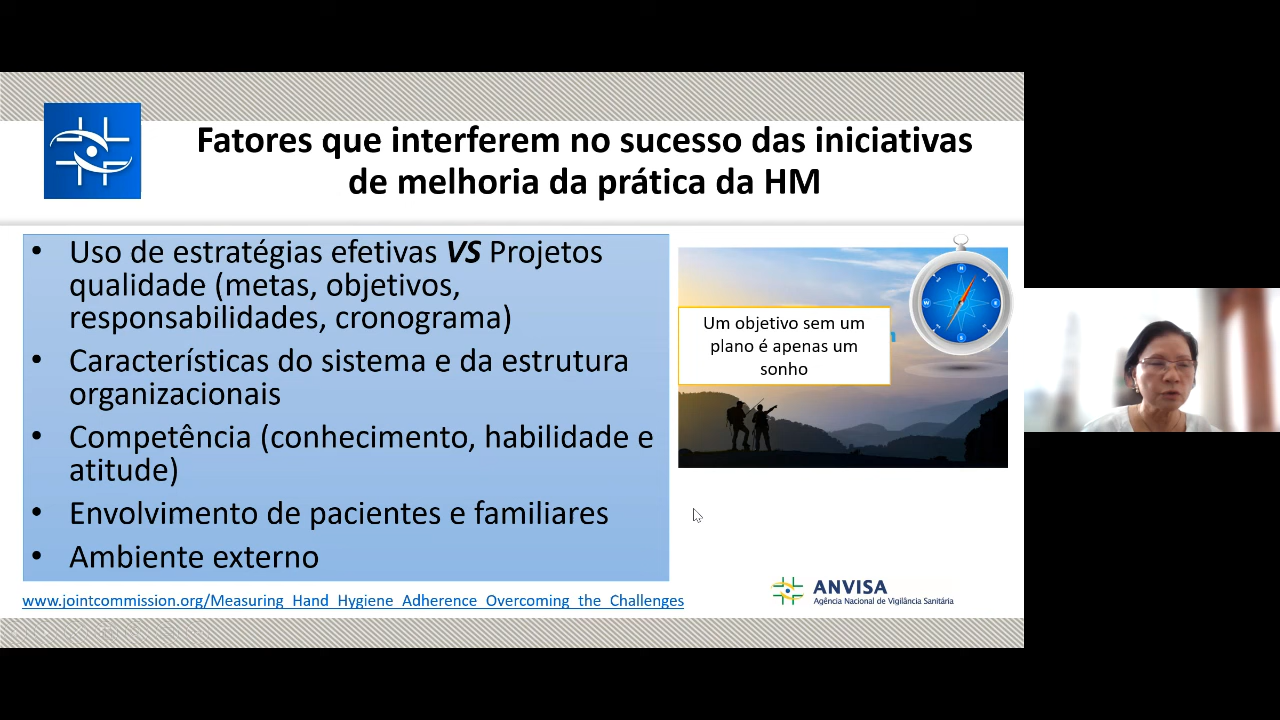 Fatores que interferem no sucesso das iniciativas
de melhoria da prática da HM
• Uso de estratégias efetivas VS Projetos
qualidade (metas, objetivos,
responsabilidades, cronograma)
• Características do sistema e da estrutura
organizacionais
• Competência (conhecimento, habilidade e
atitude)
• Envolvimento de pacientes e familiares
• Ambiente externo
Um objetivo sem um
plano é apenas um
sonho
N
W
E
S
www.jointcommission.org/Measuring_Hand_Hygiene_Adherence_Overcoming_the_Challenges
ANVISA
Agência Nacional de Vigilância Sanitária